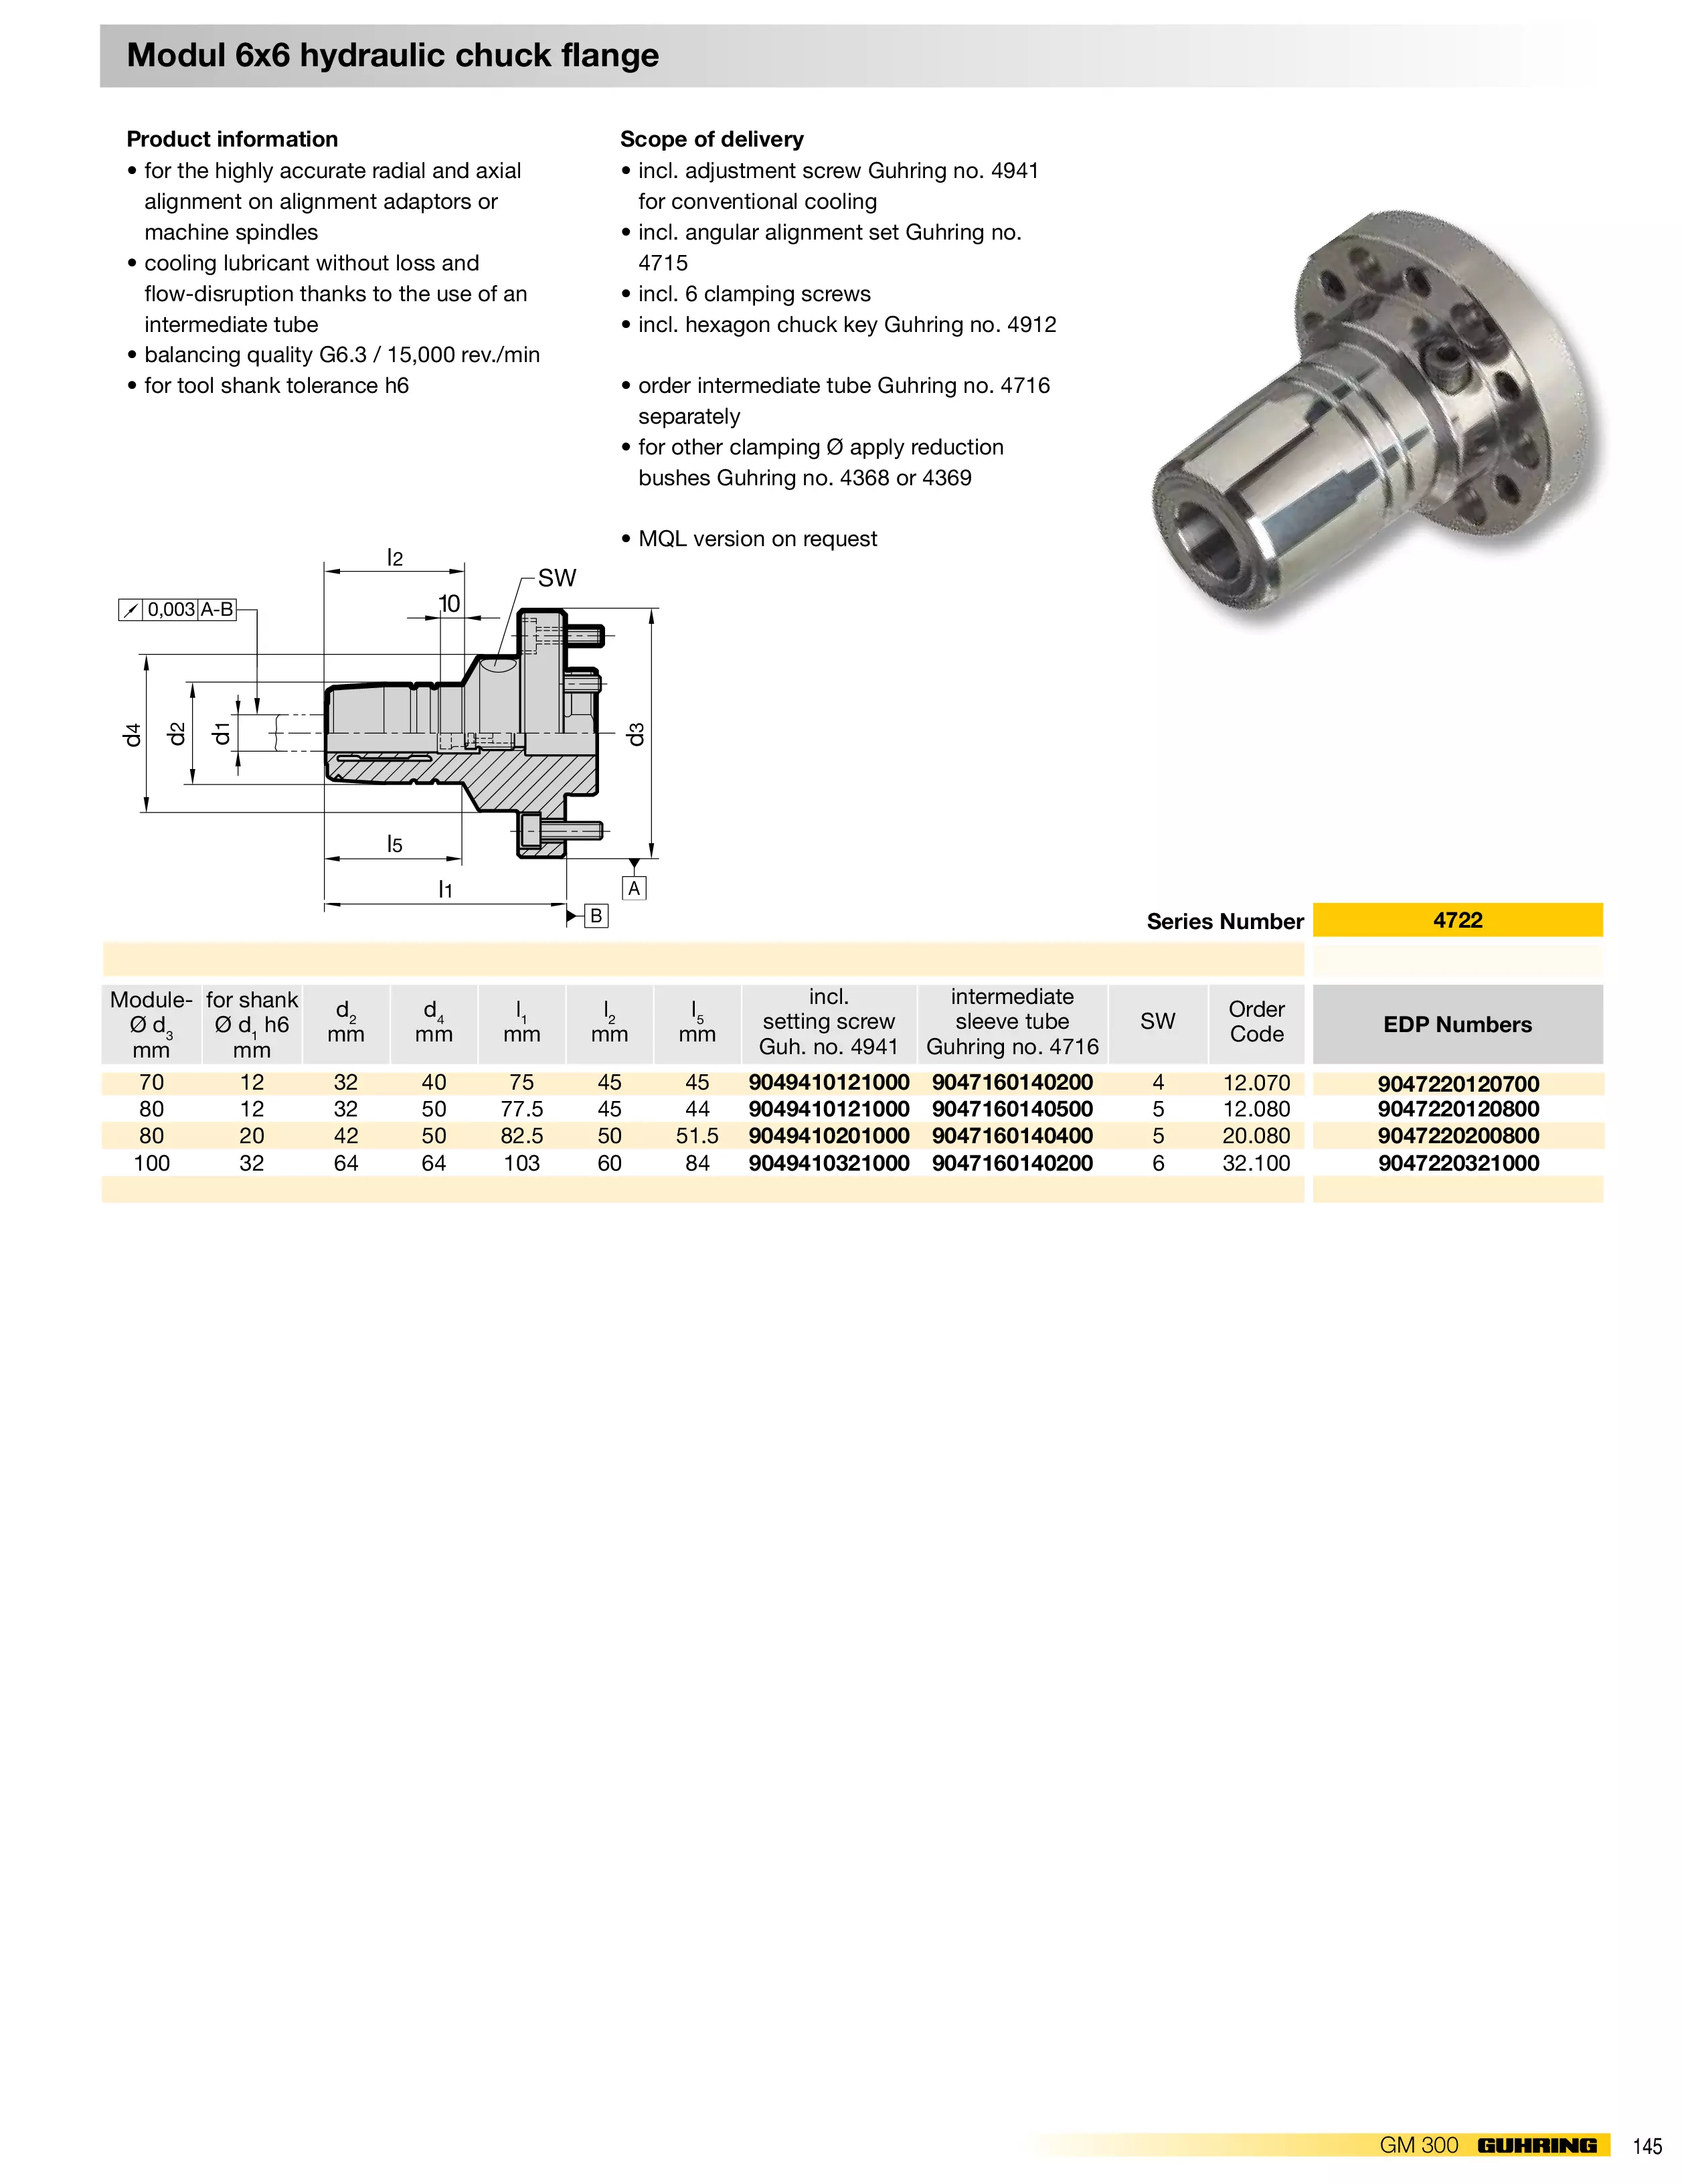 Modul 6x6 hydraulic chuck flange
Product information
• for the highly accurate radial and axial
alignment on alignment adaptors or
machine spindles
• cooling lubricant without loss and
flow-disruption thanks to the use of an
intermediate tube
• balancing quality G6.3 / 15,000 rev./min
• for tool shank tolerance h6
Scope of delivery
• incl. adjustment screw Guhring no. 4941
for conventional cooling
• incl. angular alignment set Guhring no.
4715
• incl. 6 clamping screws
• incl. hexagon chuck key Guhring no. 4912
• order intermediate tube Guhring no. 4716
separately
• for other clamping Ø apply reduction
bushes Guhring no. 4368 or 4369
• MQL version on request
l2
SW
10
0,003 A-B
d4
d2
d1
d3
l5
l1
A
B
Series Number 4722
Module- Ø d3 mm
for shank Ø d1 h6 mm
d2 mm
d4 mm
l1 mm
l2 mm
l5 mm
incl. setting screw Guh. no. 4941
intermediate sleeve tube Guhring no. 4716
SW
Order Code
EDP Numbers
70 12 32 40 75 45 45 9049410121000 9047160140200 4 12.070 9047220120700
80 12 32 50 77.5 45 44 9049410121000 9047160140500 5 12.080 9047220120800
80 20 42 50 82.5 50 51.5 9049410201000 9047160140400 5 20.080 9047220200800
100 32 64 64 103 60 84 9049410321000 9047160140200 6 32.100 9047220321000
GM 300 GUHRING 145